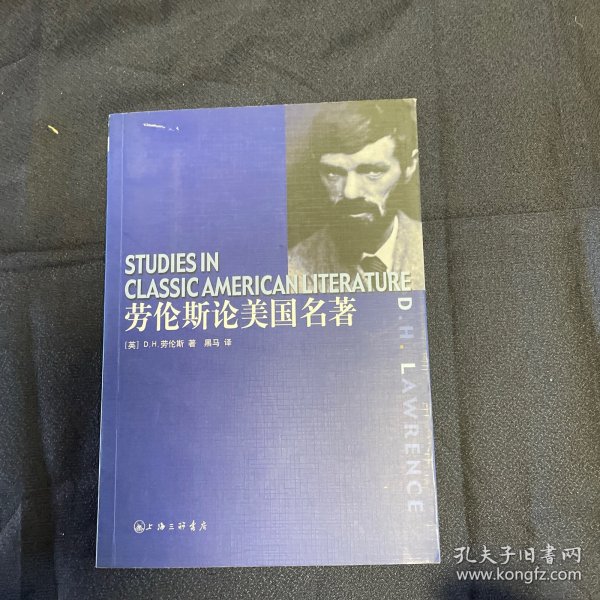 STUDIES IN
CLASSIC AMERICAN LITERATURE
劳伦斯论美国名著
[英] D.H.劳伦斯 著 黑马 译
D.H. LAWRENCE
上海三联书店
孔夫子旧书网
www.kongfz.com